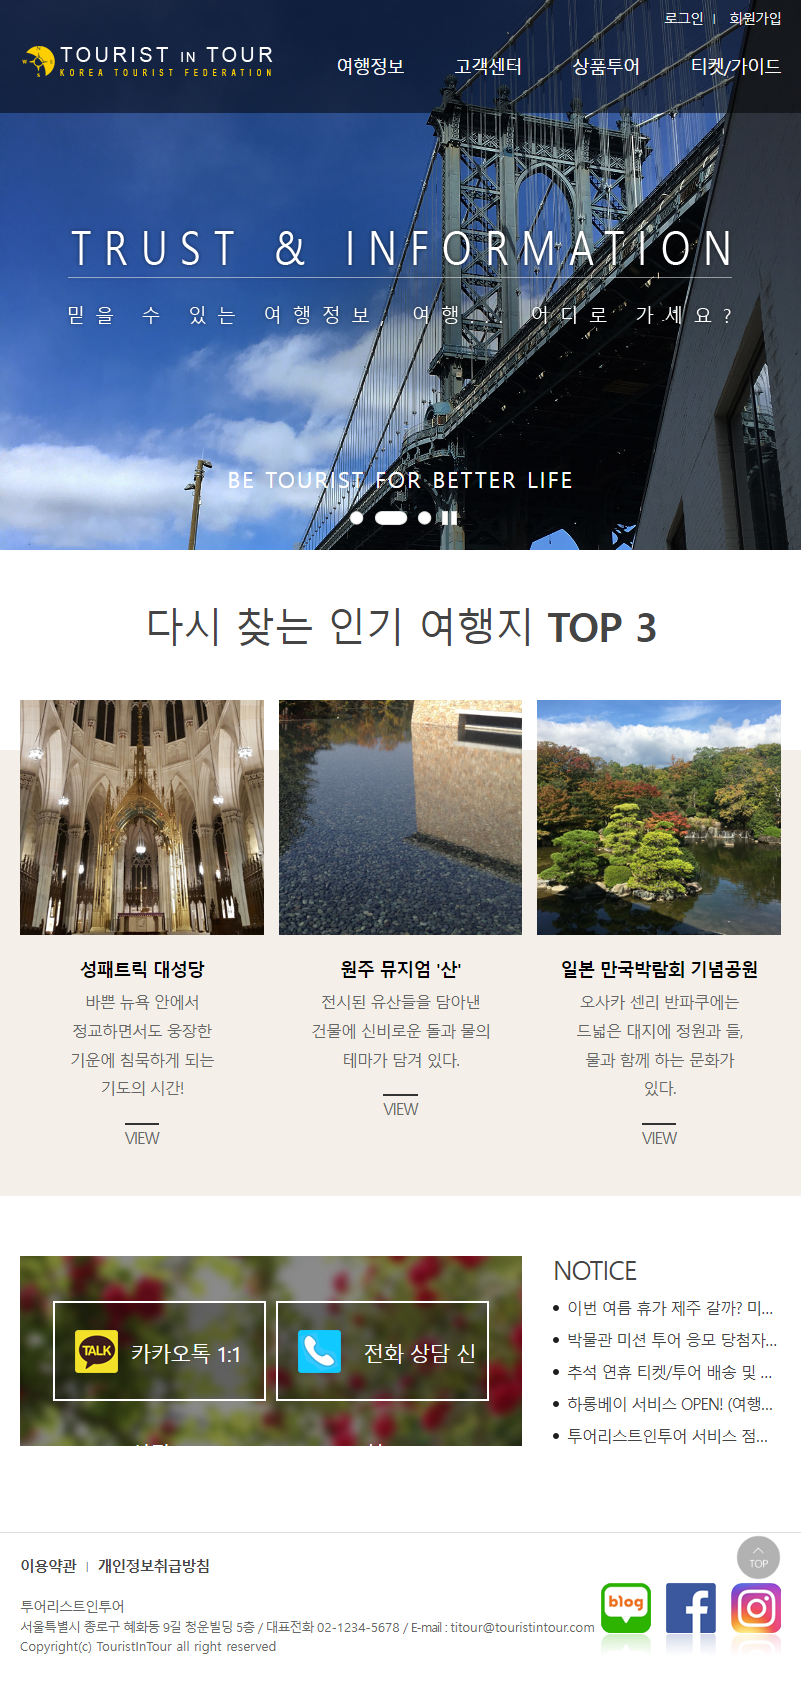 로그인 | 회원가입
TOURIST IN TOUR
KOREA TOURIST FEDERATION
여행정보 고객센터 상품투어 티켓/가이드
TRUST & INFORMATION
믿을 수 있는 여행정보, 여행... 어디로 가세요?
BE TOURIST FOR BETTER LIFE
다시 찾는 인기 여행지 TOP 3
성패트릭 대성당
바쁜 뉴욕 안에서
정교하면서도 웅장한
기운에 침묵하게 되는
기도의 시간!
VIEW
원주 뮤지엄 '산'
전시된 유산들을 담아낸
건물에 신비로운 돌과 물의
테마가 담겨 있다.
VIEW
일본 만국박람회 기념공원
오사카 센리 반파쿠에는
드넓은 대지에 정원과 들,
물과 함께 하는 문화가
있다.
VIEW
TALK
카카오톡 1:1
전화 상담 신
NOTICE
이번 여름 휴가 제주 갈까? 미...
박물관 미션 투어 응모 당첨자...
추석 연휴 티켓/투어 배송 및 ...
하롱베이 서비스 OPEN! (여행...
투어리스트인투어 서비스 점...
TOP
이용약관 | 개인정보취급방침
투어리스트인투어
서울특별시 종로구 혜화동 9길 청운빌딩 5층 / 대표전화 02-1234-5678 / E-mail : titour@touristintour.com
Copyright(c) TouristInTour all right reserved
blog